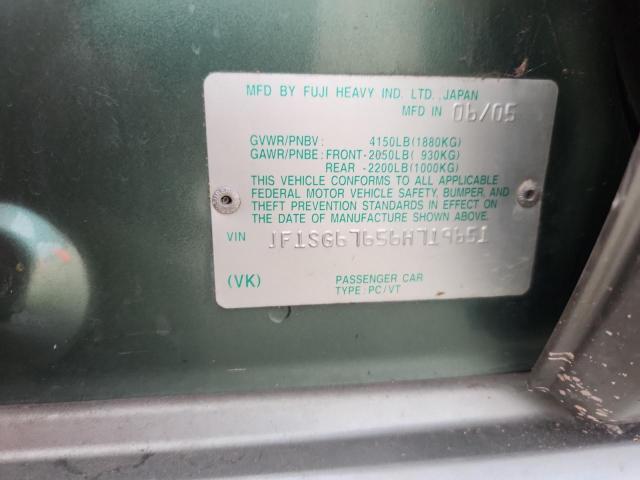 MFD BY FUJI HEAVY IND. LTD., JAPAN
MFD IN 06/05
GVWR/PNBV: 4150LB(1880KG)
GAWR/PNBE: FRONT-2050LB( 930KG)
REAR -2200LB(1000KG)
THIS VEHICLE CONFORMS TO ALL APPLICABLE
FEDERAL MOTOR VEHICLE SAFETY, BUMPER, AND
THEFT PREVENTION STANDARDS IN EFFECT ON
THE DATE OF MANUFACTURE SHOWN ABOVE.
VIN JF1SG67656H719651
(VK) PASSENGER CAR
TYPE: PC/VT